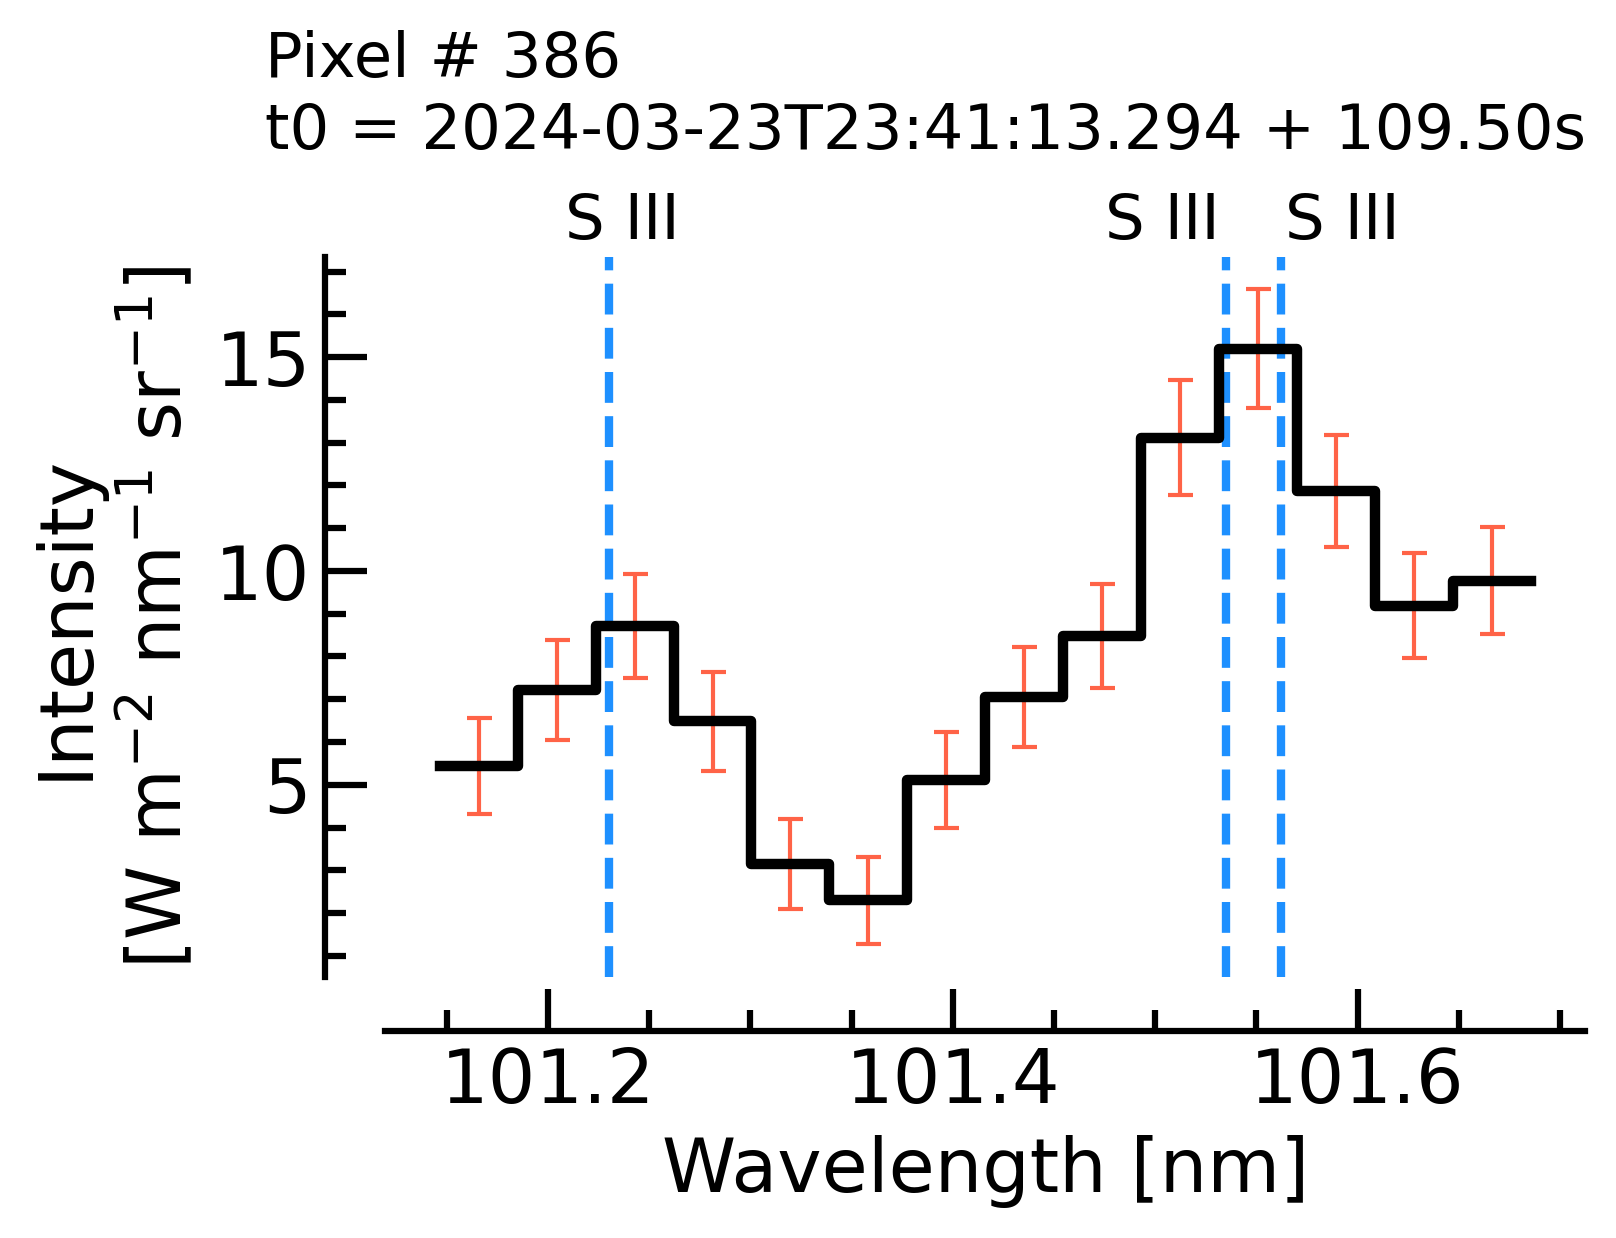 Pixel # 386
t0 = 2024-03-23T23:41:13.294 + 109.50s
S III S III S III
Intensity
[W m⁻² nm⁻¹ sr⁻¹]
15
10
5
101.2 101.4 101.6
Wavelength [nm]